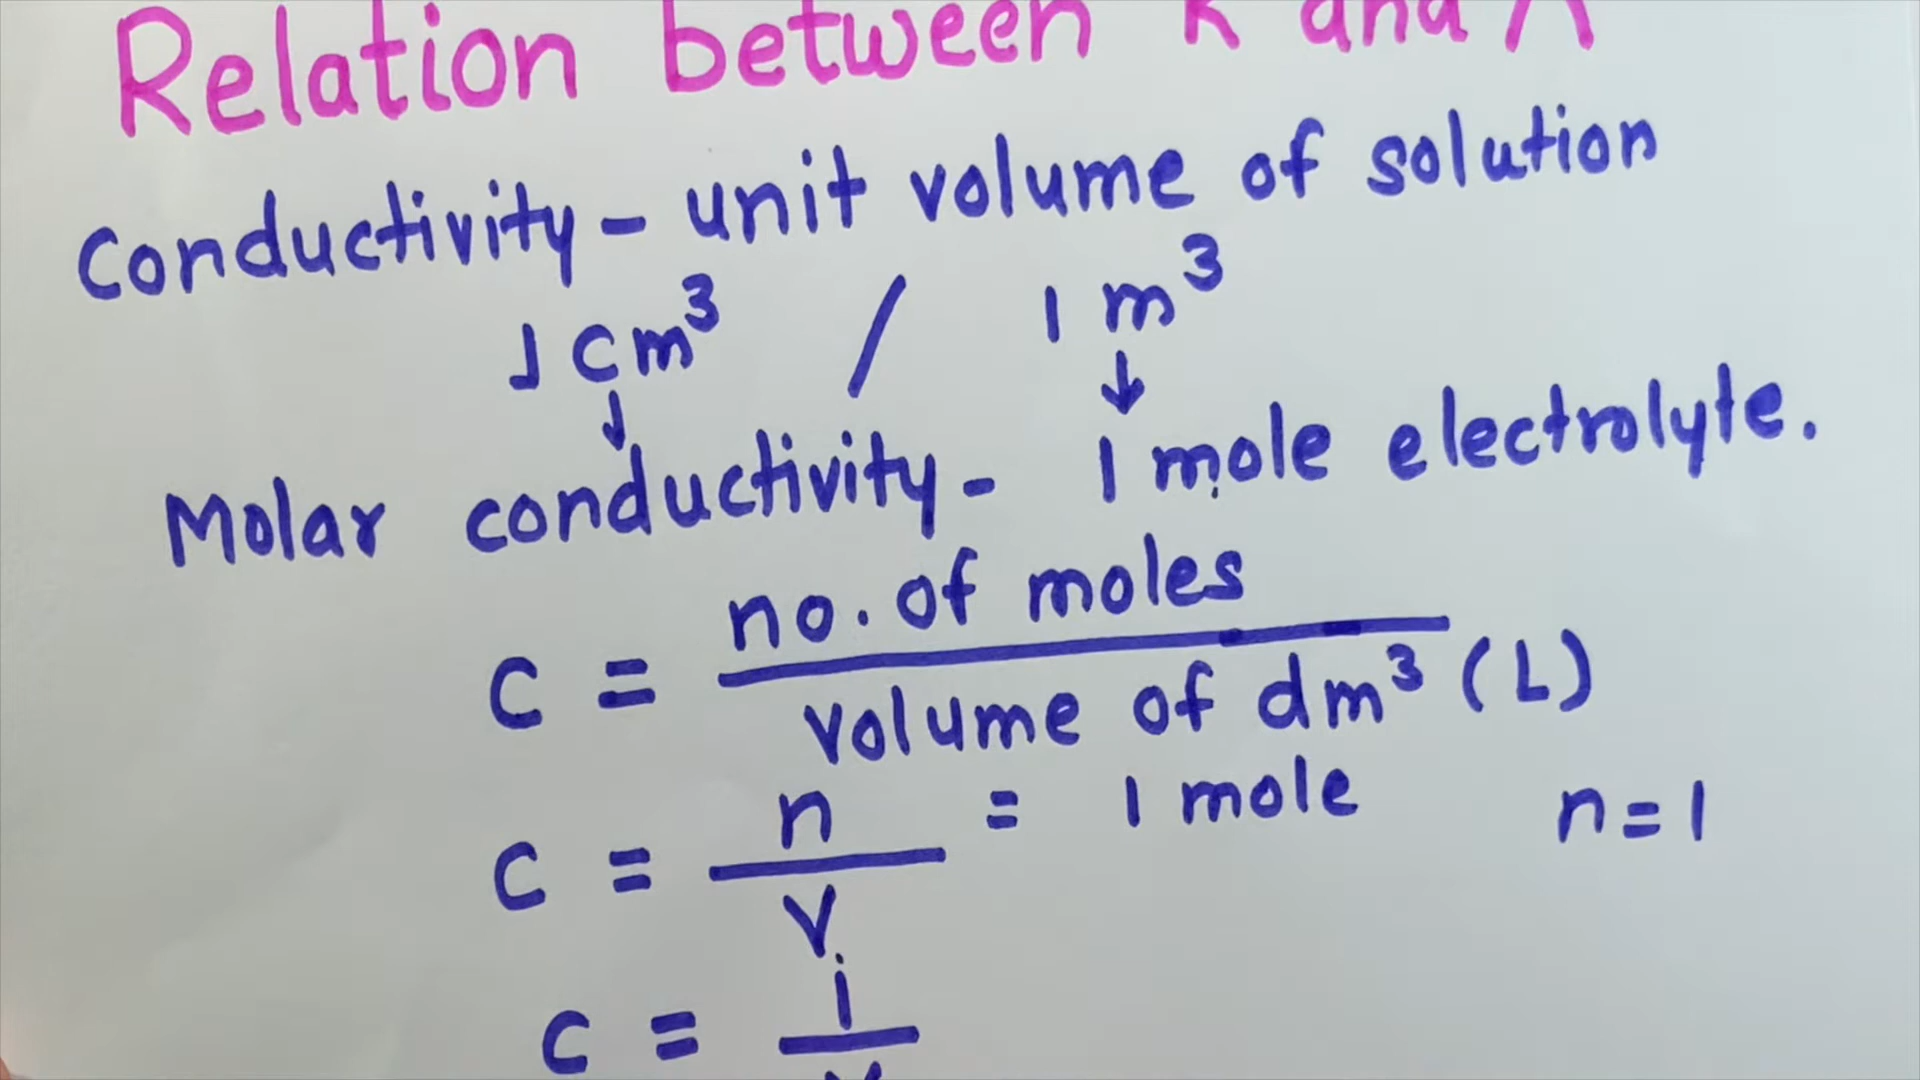 Relation between K and Λ
Conductivity - unit volume of solution
1 cm³ / 1 m³
↓ ↓
Molar conductivity - 1 mole electrolyte.
C = no. of moles / volume of dm³ (L)
C = n / V = 1 mole n = 1
C = 1 / V